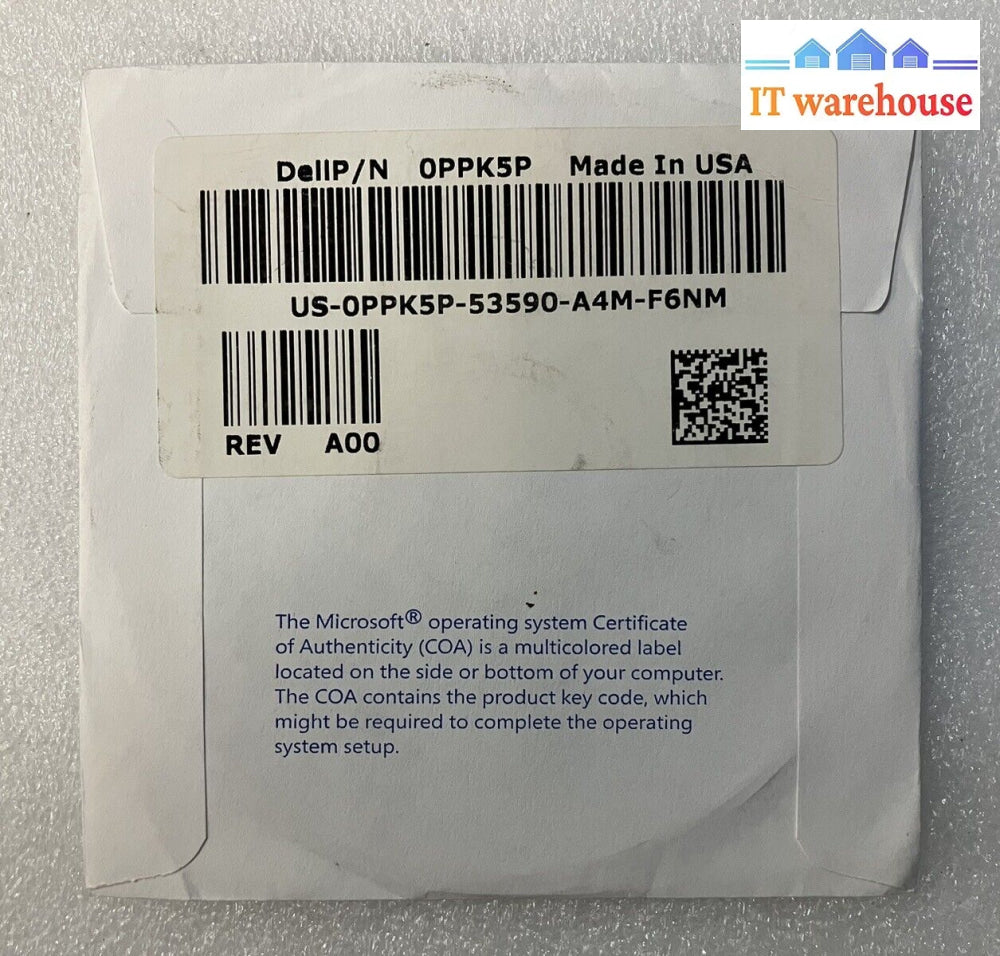 IT warehouse
DellP/N 0PPK5P Made In USA
US-0PPK5P-53590-A4M-F6NM
REV A00
The Microsoft® operating system Certificate
of Authenticity (COA) is a multicolored label
located on the side or bottom of your computer.
The COA contains the product key code, which
might be required to complete the operating
system setup.